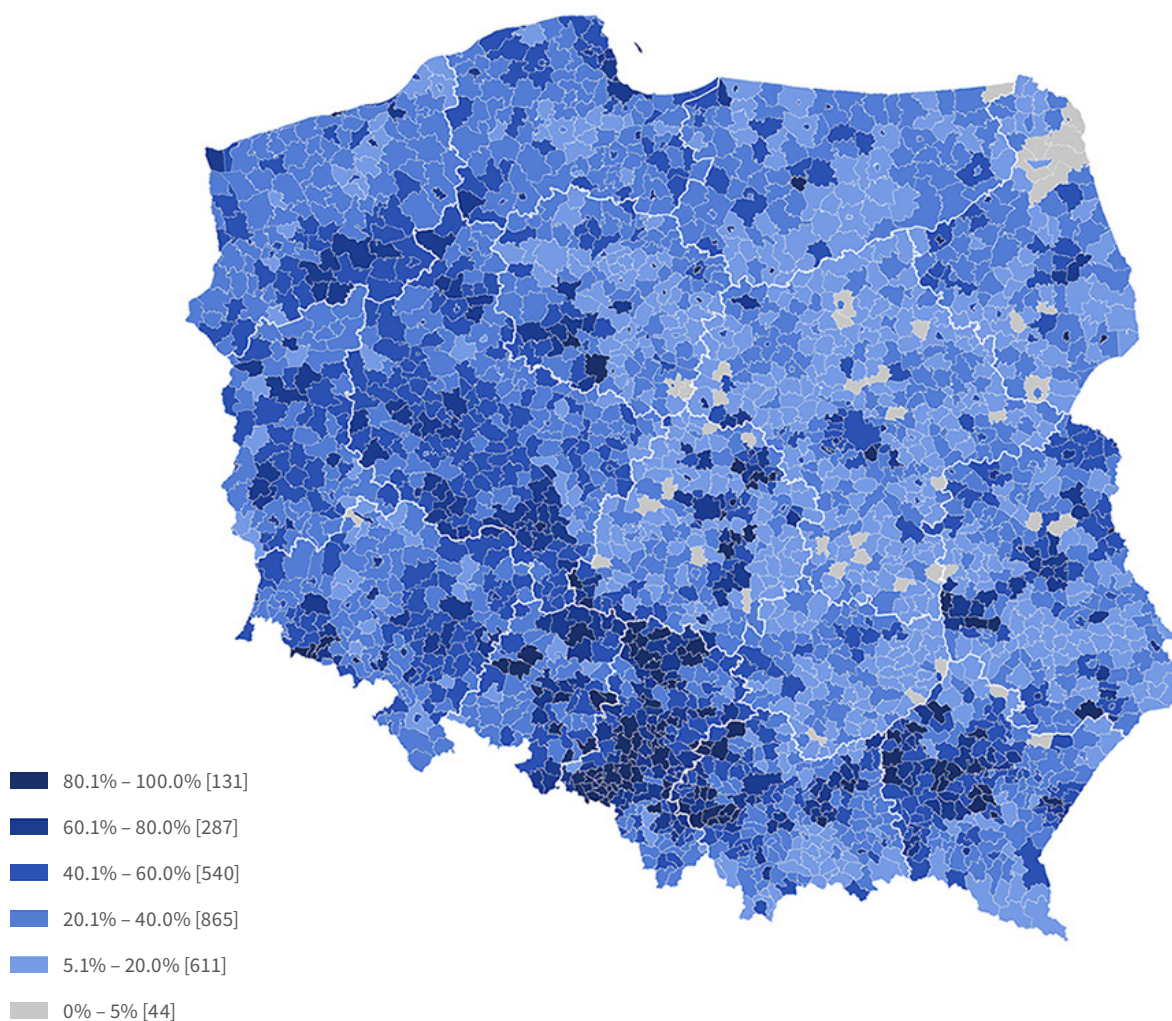 80.1% – 100.0% [131]
60.1% – 80.0% [287]
40.1% – 60.0% [540]
20.1% – 40.0% [865]
5.1% – 20.0% [611]
0% – 5% [44]